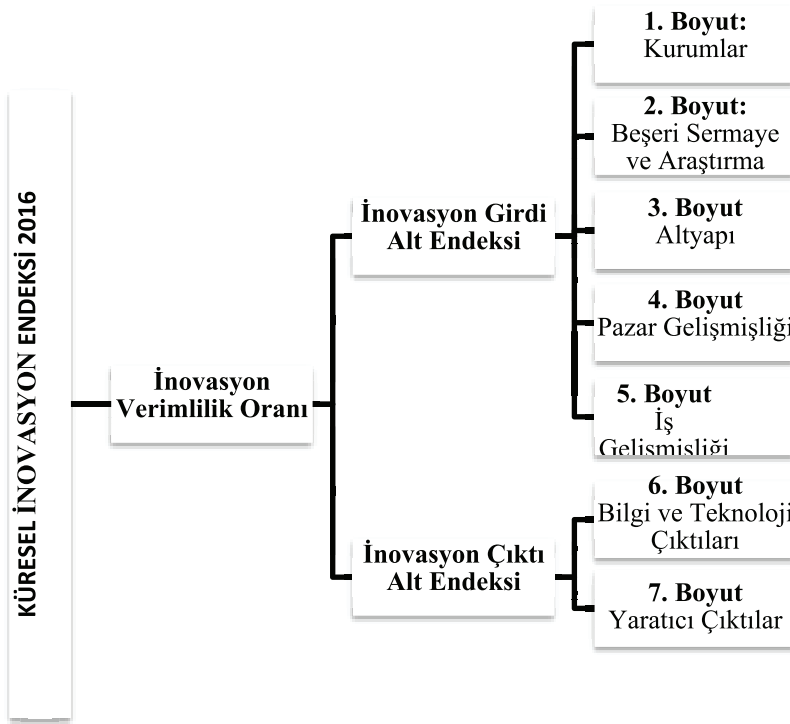 KÜRESEL İNOVASYON ENDEKSİ 2016
İnovasyon
Verimlilik Oranı
İnovasyon Girdi
Alt Endeksi
1. Boyut:
Kurumlar
2. Boyut:
Beşeri Sermaye
ve Araştırma
3. Boyut
Altyapı
4. Boyut
Pazar Gelişmişliği
5. Boyut
İş
Gelişmişliği
İnovasyon Çıktı
Alt Endeksi
6. Boyut
Bilgi ve Teknoloji
Çıktıları
7. Boyut
Yaratıcı Çıktılar